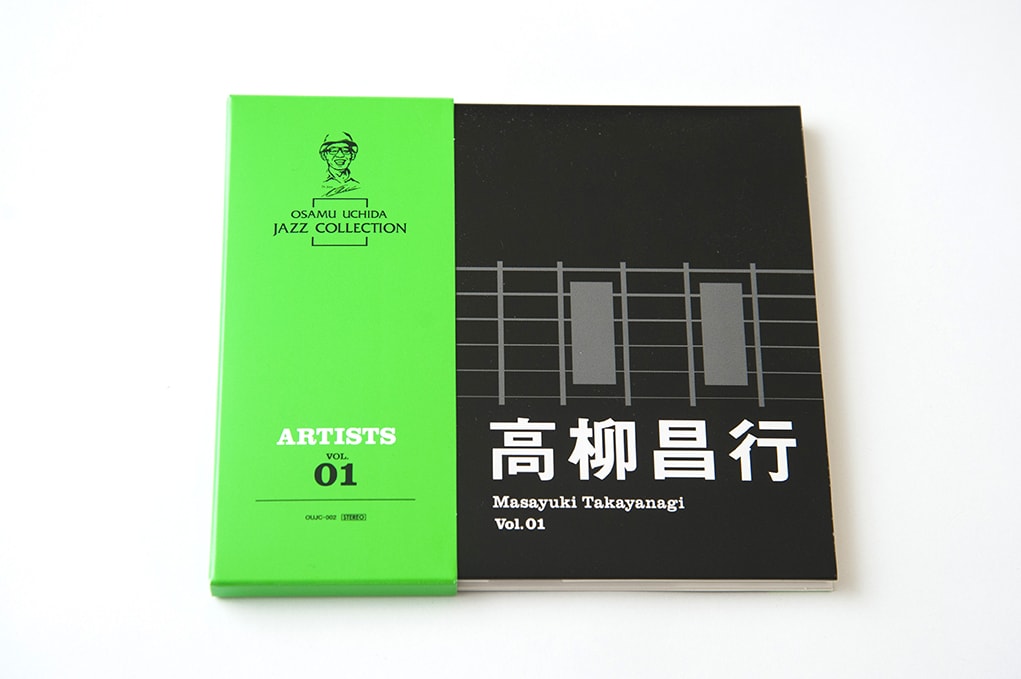 OSAMU UCHIDA
JAZZ COLLECTION
ARTISTS
VOL.
01
OUJC-002 STEREO
高柳昌行
Masayuki Takayanagi
Vol.01